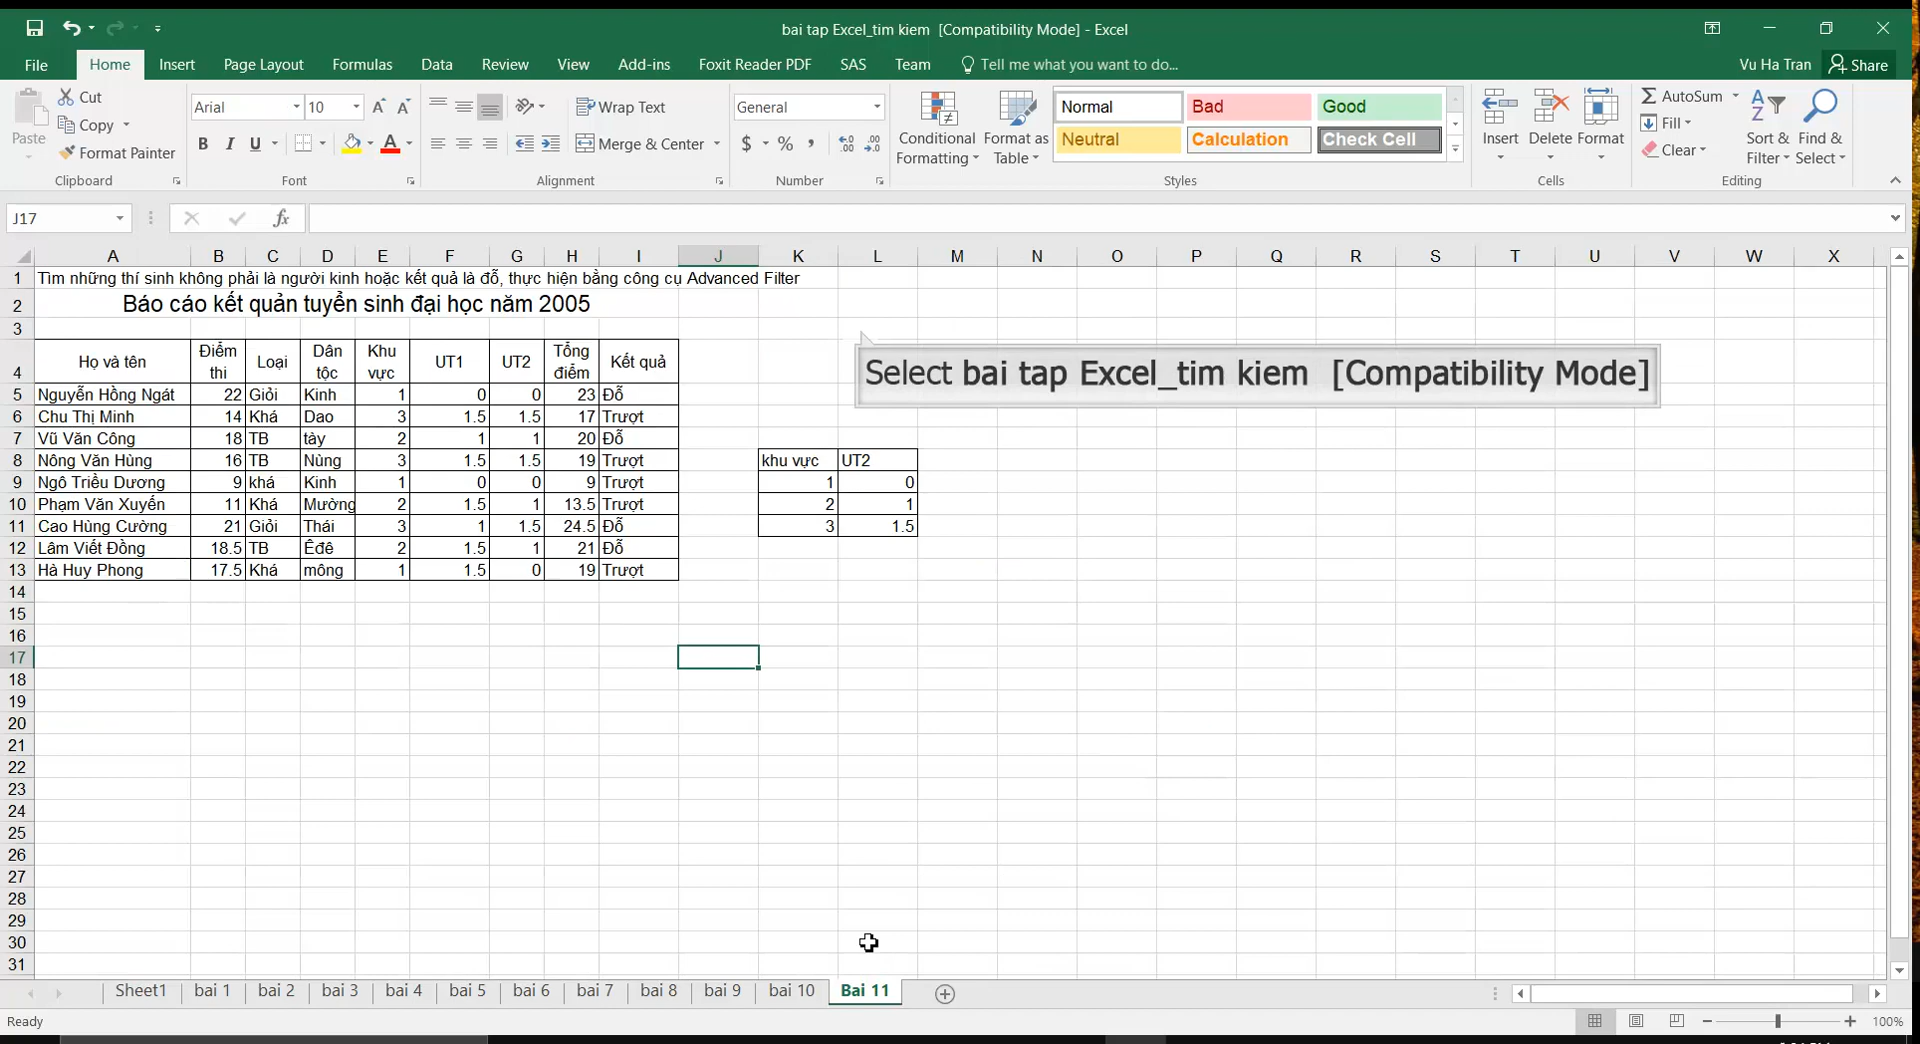 bai tap Excel_tim kiem  [Compatibility Mode] - Excel
File Home Insert Page Layout Formulas Data Review View Add-ins Foxit Reader PDF SAS Team Tell me what you want to do... Vu Ha Tran Share
Paste
Cut
Copy
Format Painter
Clipboard
Arial 10
B I U
Font
Wrap Text
Merge & Center
Alignment
General
$ % ,
Number
Conditional Formatting
Format as Table
Normal Bad Good
Neutral Calculation Check Cell
Styles
Insert Delete Format
Cells
AutoSum
Fill
Clear
Sort & Filter
Find & Select
Editing
J17 fx
A B C D E F G H I J K L M N O P Q R S T U V W X
1 Tìm những thí sinh không phải là người kinh hoặc kết quả là đỗ, thực hiện bằng công cụ Advanced Filter
2 Báo cáo kết quản tuyển sinh đại học năm 2005
3
4 Họ và tên Điểm thi Loại Dân tộc Khu vực UT1 UT2 Tổng điểm Kết quả
Select bai tap Excel_tim kiem  [Compatibility Mode]
5 Nguyễn Hồng Ngát 22 Giỏi Kinh 1 0 0 23 Đỗ
6 Chu Thị Minh 14 Khá Dao 3 1.5 1.5 17 Trượt
7 Vũ Văn Công 18 TB tày 2 1 1 20 Đỗ
8 Nông Văn Hùng 16 TB Nùng 3 1.5 1.5 19 Trượt khu vực UT2
9 Ngô Triều Dương 9 khá Kinh 1 0 0 9 Trượt 1 0
10 Phạm Văn Xuyến 11 Khá Mường 2 1.5 1 13.5 Trượt 2 1
11 Cao Hùng Cường 21 Giỏi Thái 3 1 1.5 24.5 Đỗ 3 1.5
12 Lâm Viết Đồng 18.5 TB Êđê 2 1.5 1 21 Đỗ
13 Hà Huy Phong 17.5 Khá mông 1 1.5 0 19 Trượt
14
15
16
17
18
19
20
21
22
23
24
25
26
27
28
29
30
31
Sheet1 bai 1 bai 2 bai 3 bai 4 bai 5 bai 6 bai 7 bai 8 bai 9 bai 10 Bai 11
Ready 100%